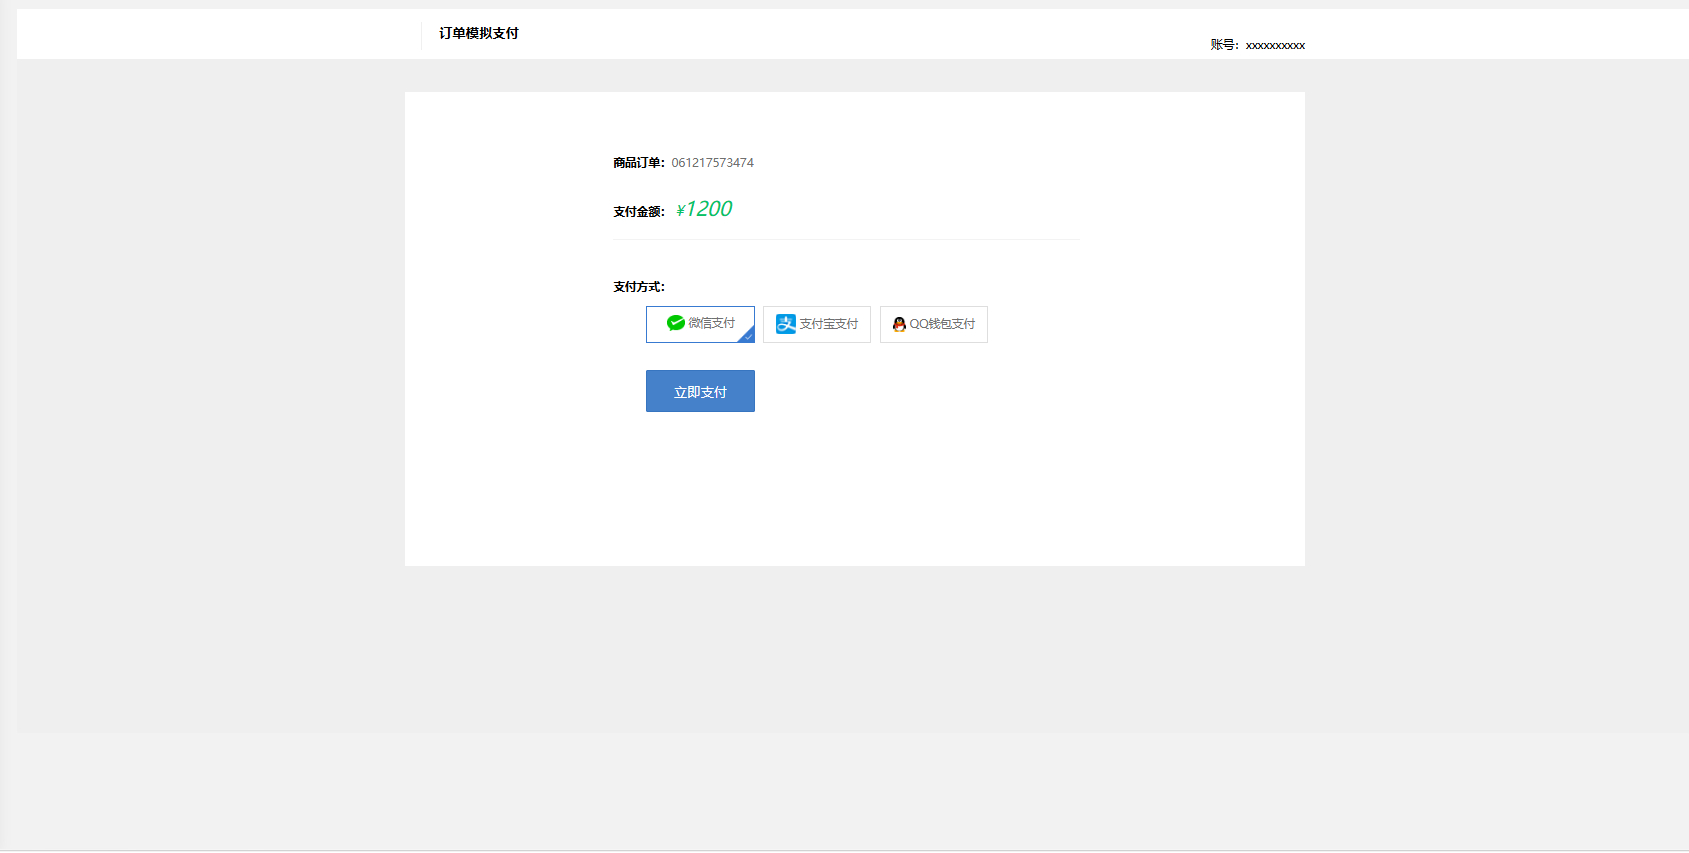 订单模拟支付
账号：xxxxxxxxxx
商品订单：061217573474
支付金额：¥1200
支付方式：
微信支付 支付宝支付 QQ钱包支付
立即支付